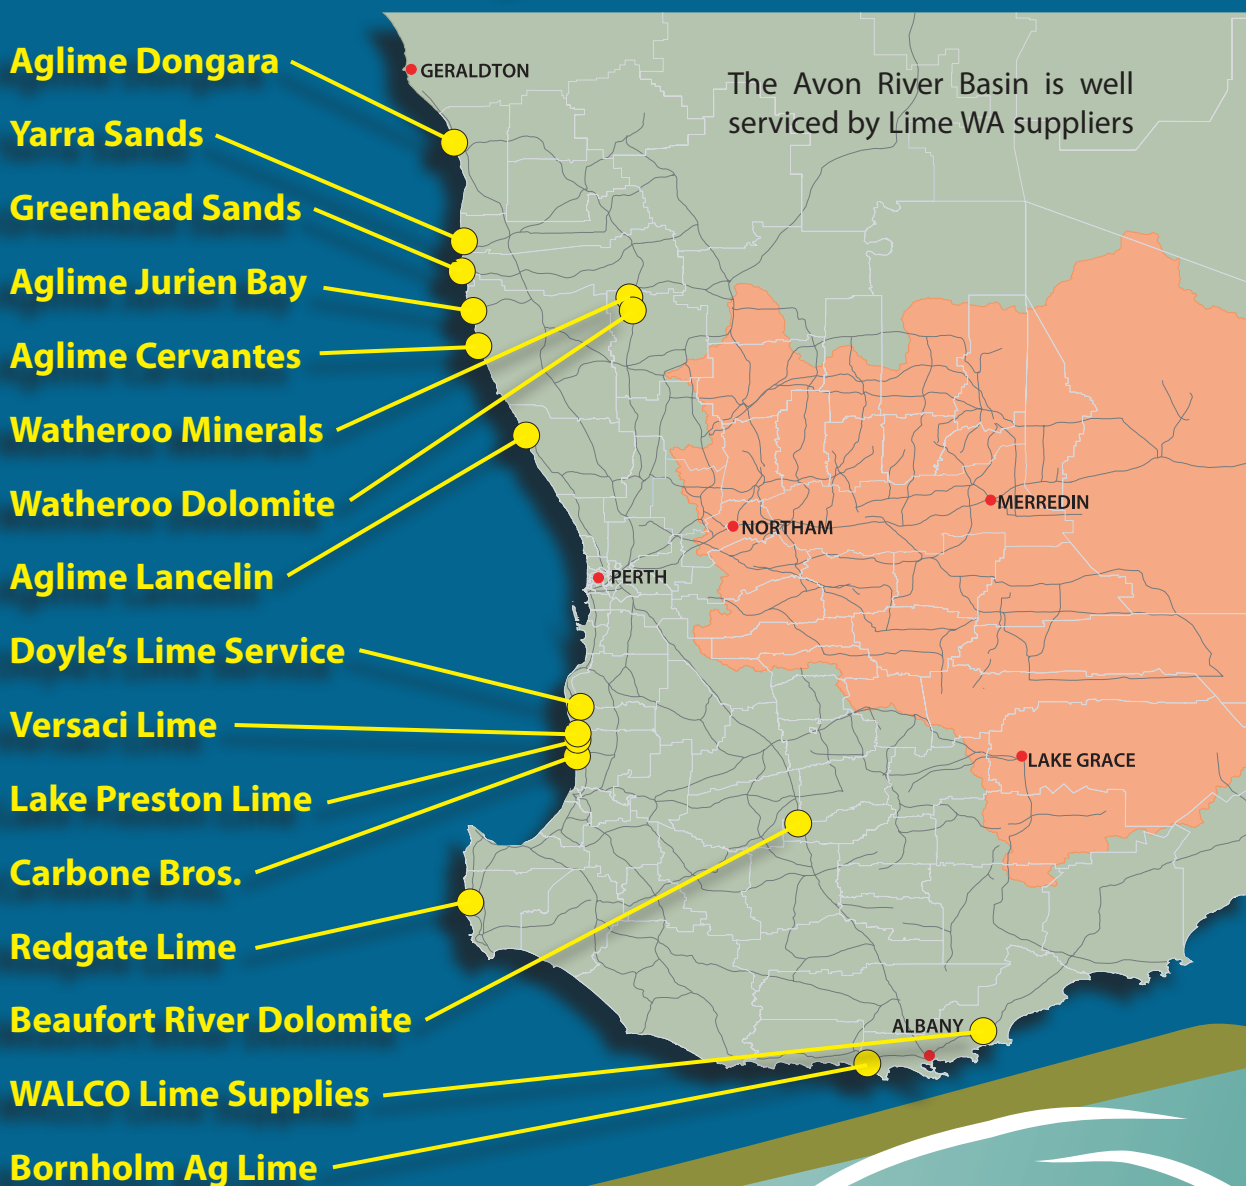 Aglime Dongara
Yarra Sands
Greenhead Sands
Aglime Jurien Bay
Aglime Cervantes
Watheroo Minerals
Watheroo Dolomite
Aglime Lancelin
Doyle's Lime Service
Versaci Lime
Lake Preston Lime
Carbone Bros.
Redgate Lime
Beaufort River Dolomite
WALCO Lime Supplies
Bornholm Ag Lime
The Avon River Basin is well
serviced by Lime WA suppliers
GERALDTON
MERREDIN
NORTHAM
PERTH
LAKE GRACE
ALBANY